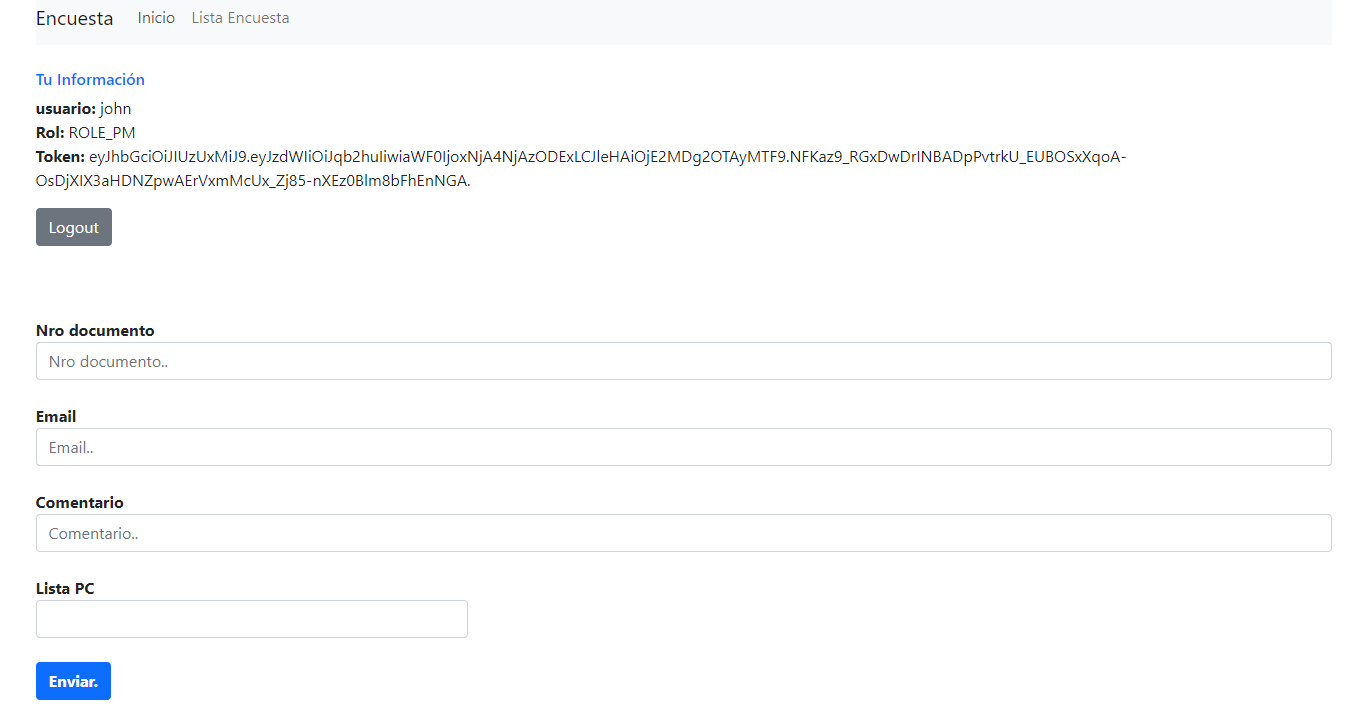 Encuesta Inicio Lista Encuesta
Tu Información
usuario: john
Rol: ROLE_PM
Token: eyJhbGciOiJIUzUxMiJ9.eyJzdWIiOiJqb2huIiwiaWF0IjoxNjA4NjAzODExLCJleHAiOjE2MDg2OTAyMTF9.NFKaz9_RGxDwDrINBADpPvtrkU_EUBOSxXqoA-
OsDjXIX3aHDNZpwAErVxmMcUx_Zj85-nXEz0Blm8bFhEnNGA.
Logout
Nro documento
Nro documento..
Email
Email..
Comentario
Comentario..
Lista PC
Enviar.